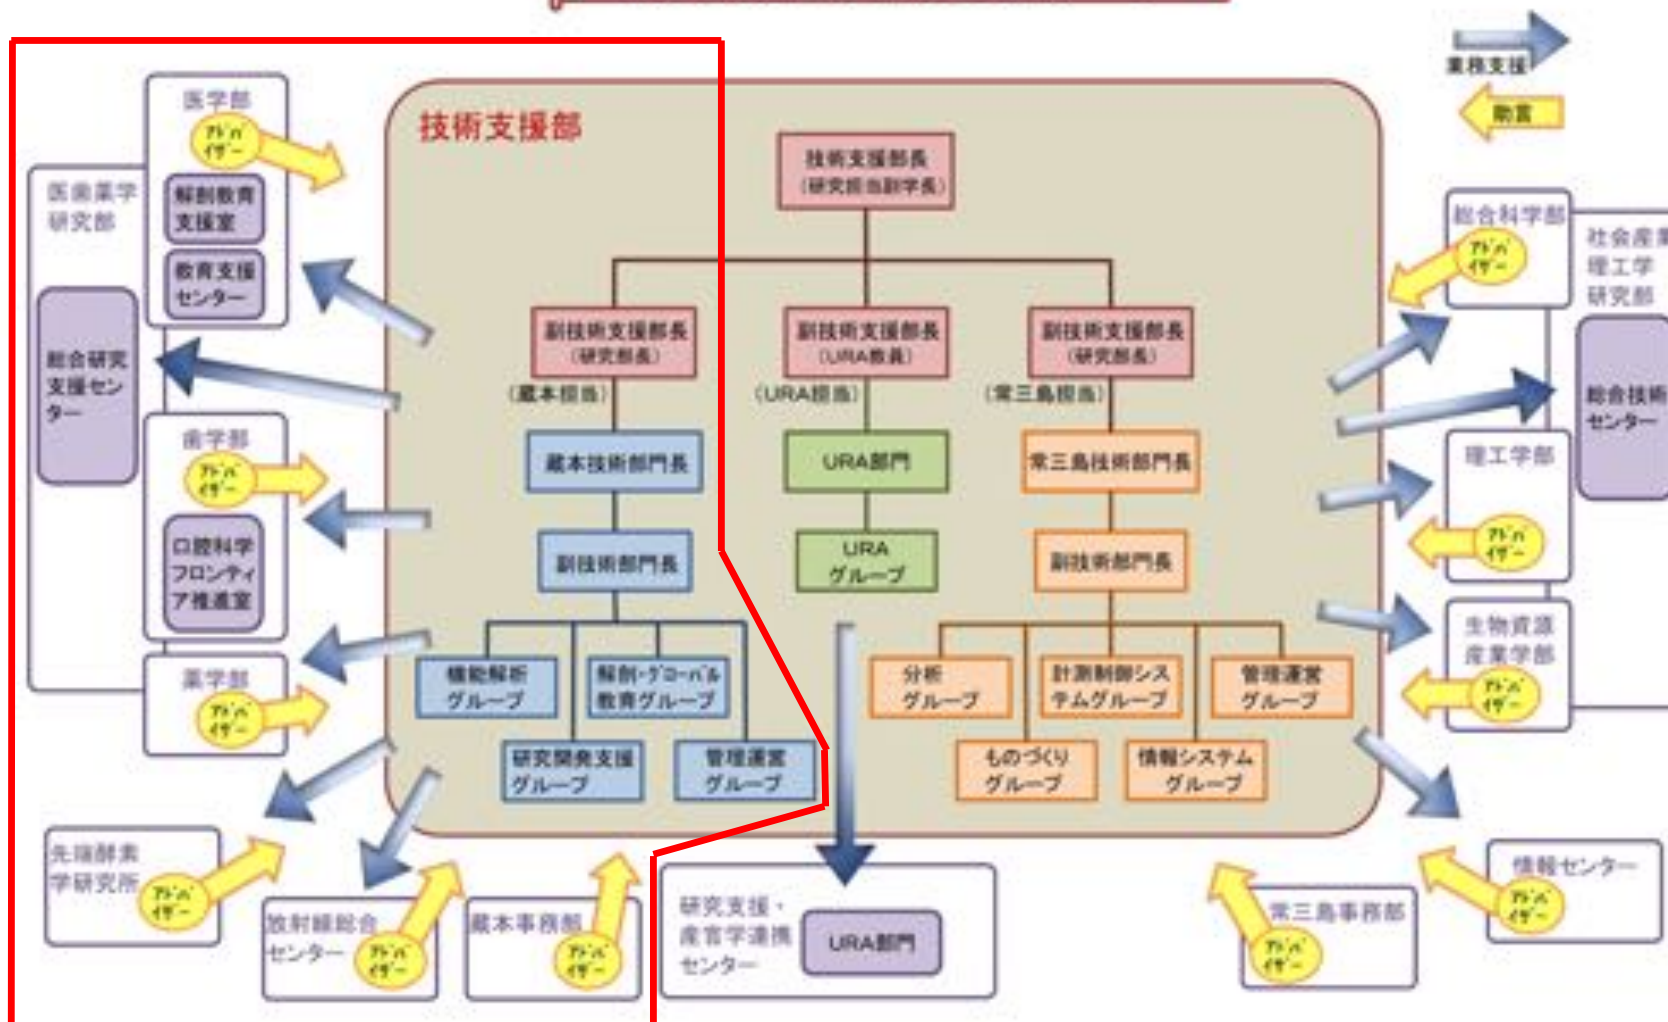 業務支援
助言
技術支援部
技術支援部長
(研究担当副学長)
副技術支援部長
(研究部長)
(蔵本担当)
副技術支援部長
(URA教員)
(URA担当)
副技術支援部長
(研究部長)
(常三島担当)
蔵本技術部門長
URA部門
常三島技術部門長
副技術部門長
URA
グループ
副技術部門長
機能解析
グループ
解剖・グローバル
教育グループ
研究開発支援
グループ
管理運営
グループ
分析
グループ
計測制御シス
テムグループ
管理運営
グループ
ものづくり
グループ
情報システム
グループ
医歯薬学
研究部
総合研究
支援セン
ター
医学部
アドバ
イザー
解剖教育
支援室
教育支援
センター
歯学部
アドバ
イザー
口腔科学
フロンティ
ア推進室
薬学部
アドバ
イザー
先端酵素
学研究所
アドバ
イザー
放射線総合
センター
アドバ
イザー
蔵本事務部
アドバ
イザー
研究支援・
産官学連携
センター
URA部門
常三島事務部
アドバ
イザー
情報センター
アドバ
イザー
総合科学部
アドバ
イザー
社会産業
理工学
研究部
総合技術
センター
理工学部
アドバ
イザー
生物資源
産業学部
アドバ
イザー